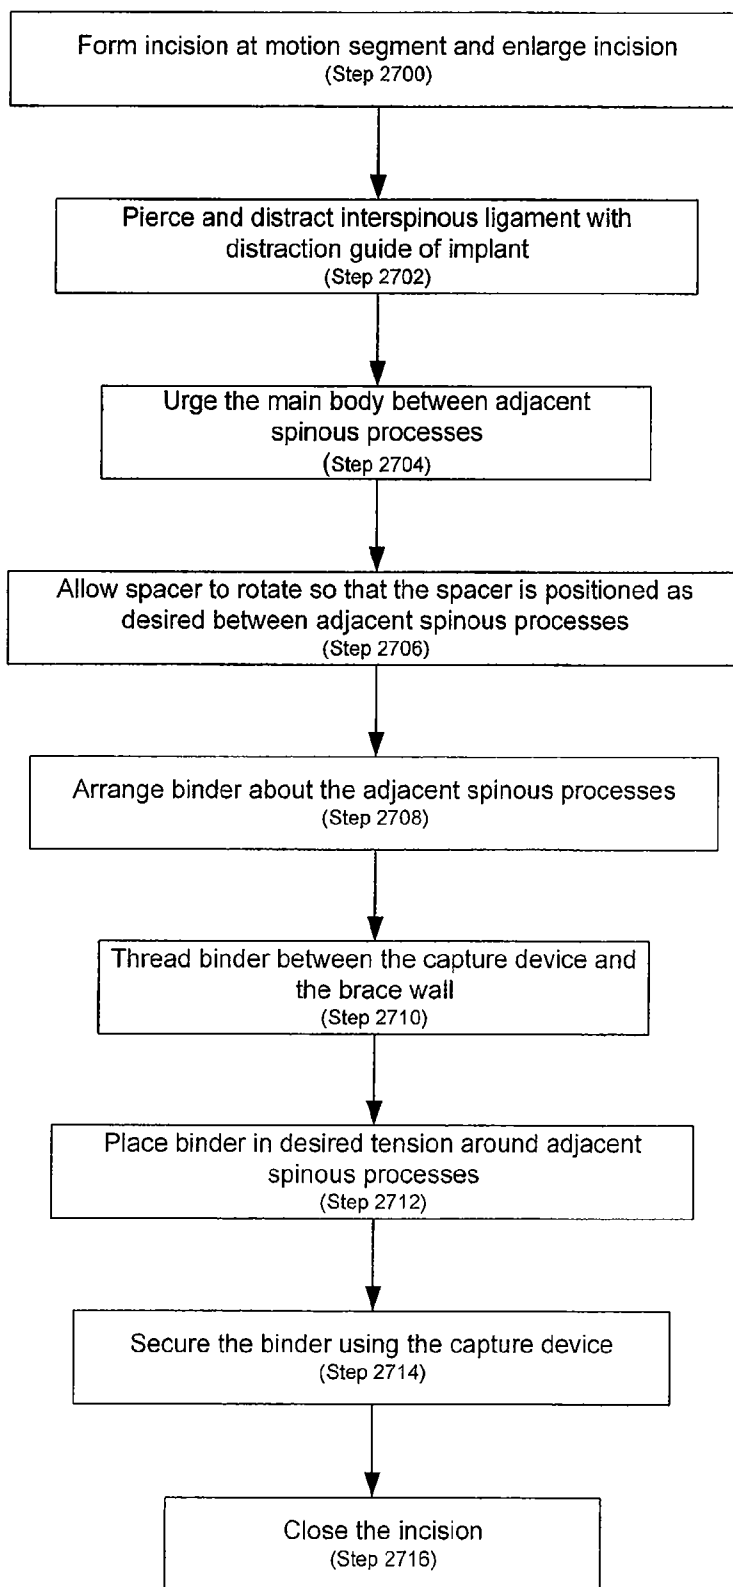 Form incision at motion segment and enlarge incision
(Step 2700)
Pierce and distract interspinous ligament with
distraction guide of implant
(Step 2702)
Urge the main body between adjacent
spinous processes
(Step 2704)
Allow spacer to rotate so that the spacer is positioned as
desired between adjacent spinous processes
(Step 2706)
Arrange binder about the adjacent spinous processes
(Step 2708)
Thread binder between the capture device and
the brace wall
(Step 2710)
Place binder in desired tension around adjacent
spinous processes
(Step 2712)
Secure the binder using the capture device
(Step 2714)
Close the incision
(Step 2716)